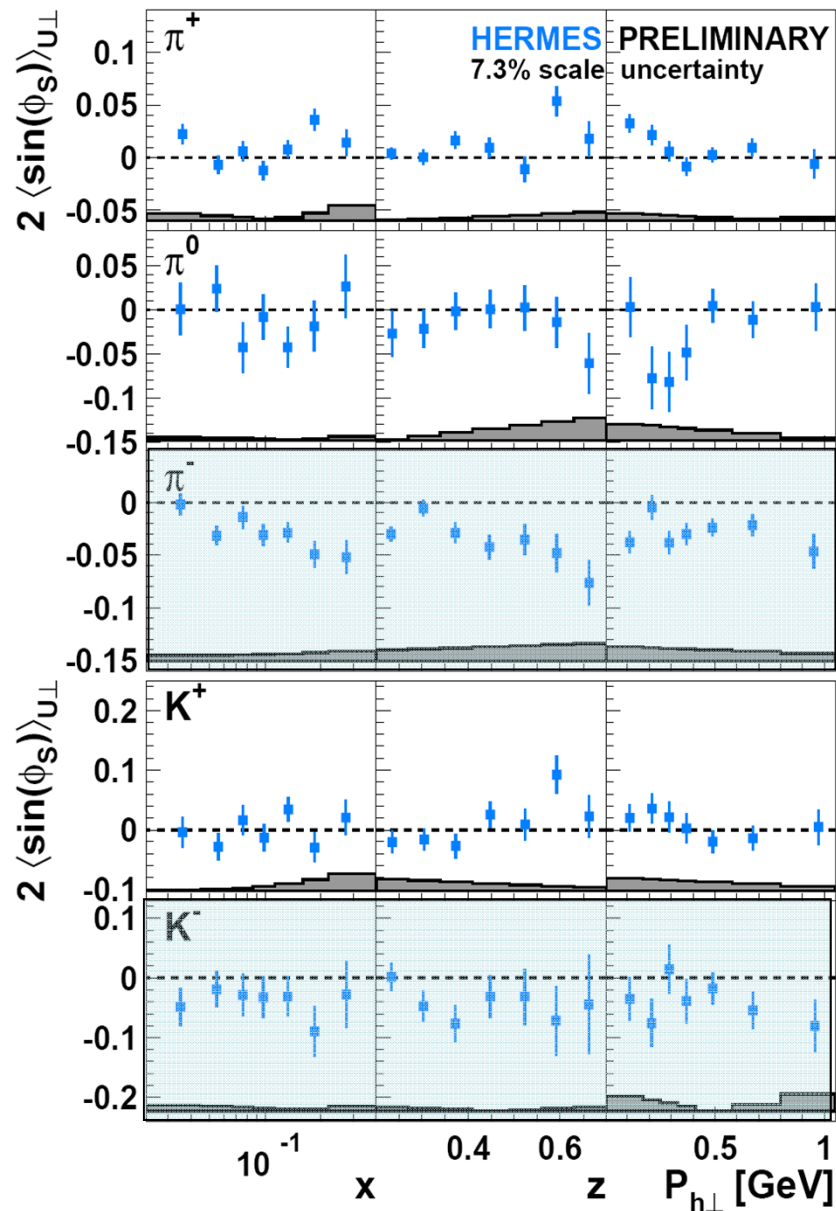 2 ⟨sin(ϕS)⟩U⊥
π+
HERMES PRELIMINARY
7.3% scale uncertainty
0.1
0.05
0
-0.05
π0
0.05
0
-0.05
-0.1
-0.15
π-
0
-0.05
-0.1
-0.15
2 ⟨sin(ϕS)⟩U⊥
K+
0.2
0.1
0
-0.1
K-
0.1
0
-0.1
-0.2
10-1 0.4 0.6 0.5 1
x z Ph⊥ [GeV]